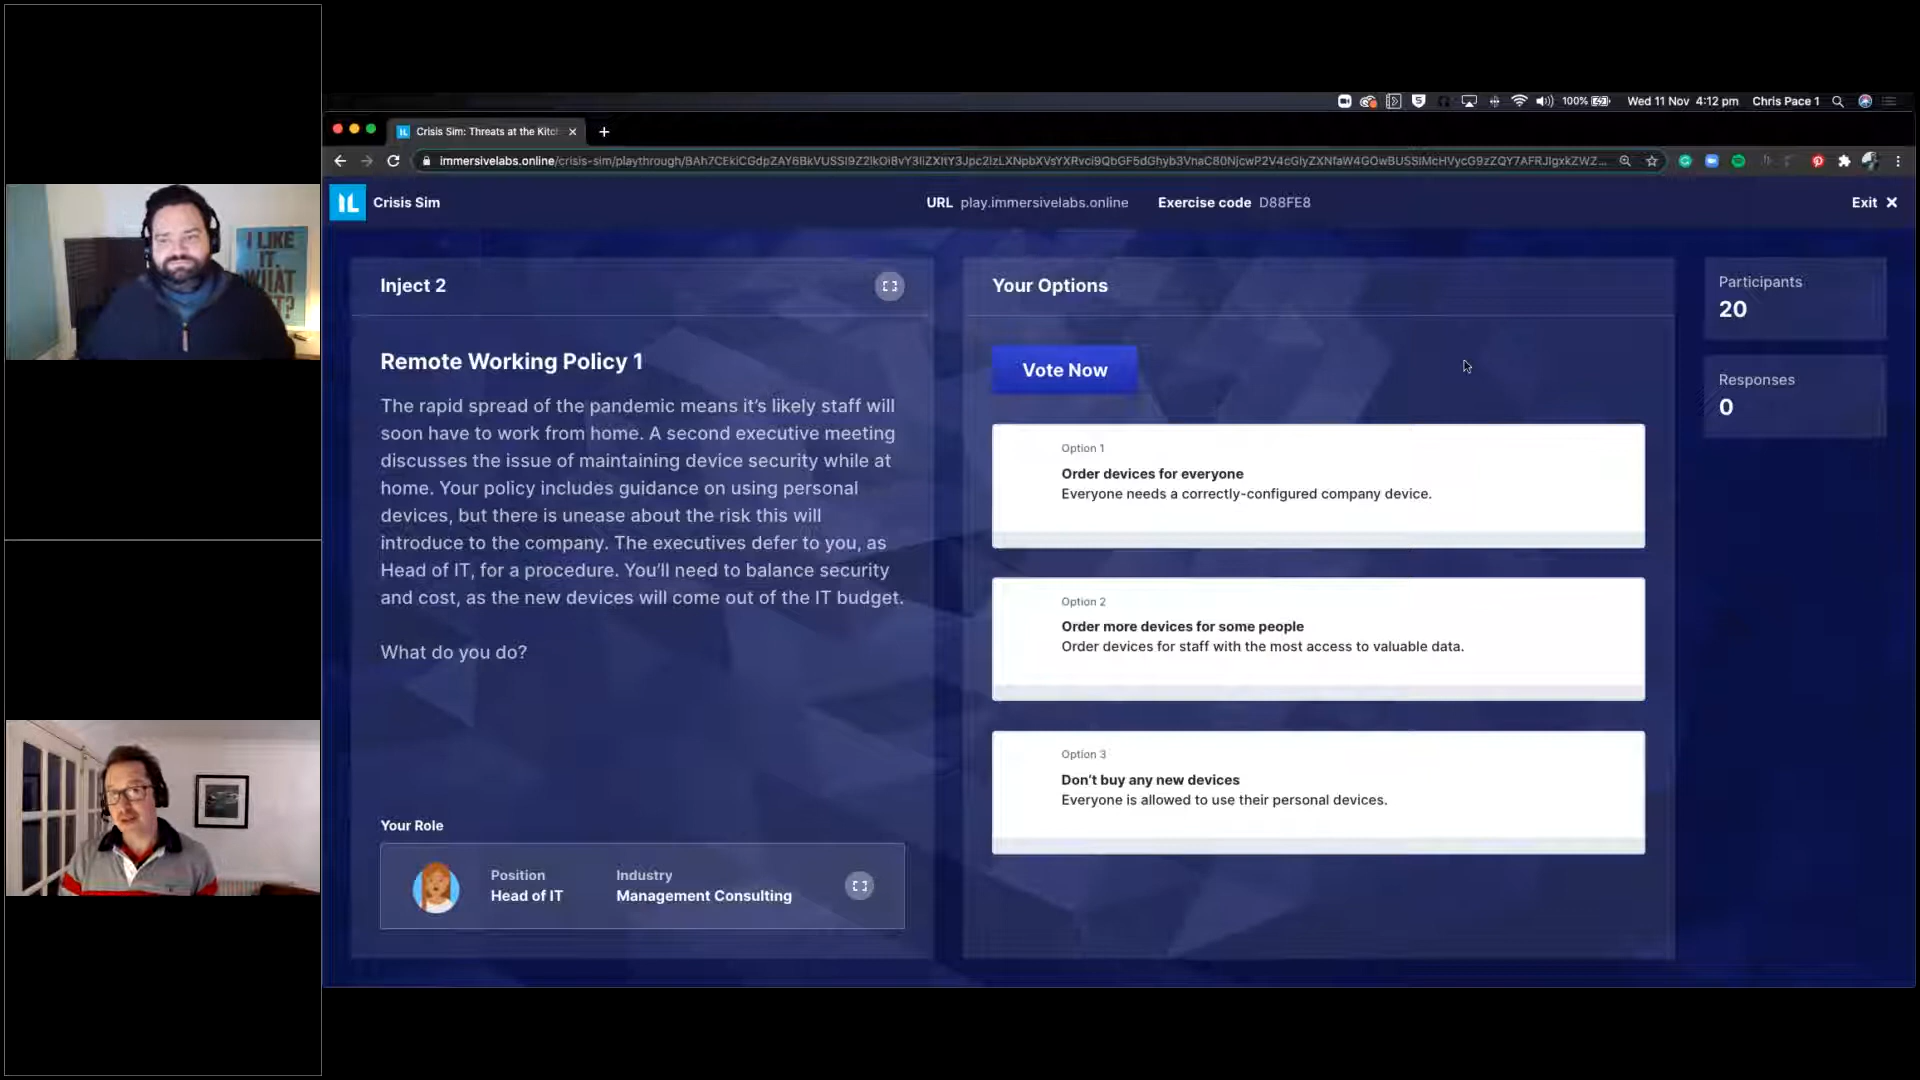 100%
Wed 11 Nov 4:12 pm
Chris Pace 1
Crisis Sim: Threats at the Kitch
immersivelabs.online/crisis-sim/playthrough/
IL
Crisis Sim
URL play.immersivelabs.online
Exercise code D88FE8
Exit
Inject 2
Remote Working Policy 1
The rapid spread of the pandemic means it’s likely staff will
soon have to work from home. A second executive meeting
discusses the issue of maintaining device security while at
home. Your policy includes guidance on using personal
devices, but there is unease about the risk this will
introduce to the company. The executives defer to you, as
Head of IT, for a procedure. You’ll need to balance security
and cost, as the new devices will come out of the IT budget.
What do you do?
Your Role
Position
Head of IT
Industry
Management Consulting
Your Options
Vote Now
Option 1
Order devices for everyone
Everyone needs a correctly-configured company device.
Option 2
Order more devices for some people
Order devices for staff with the most access to valuable data.
Option 3
Don’t buy any new devices
Everyone is allowed to use their personal devices.
Participants
20
Responses
0
I LIKE
IT.
WHAT